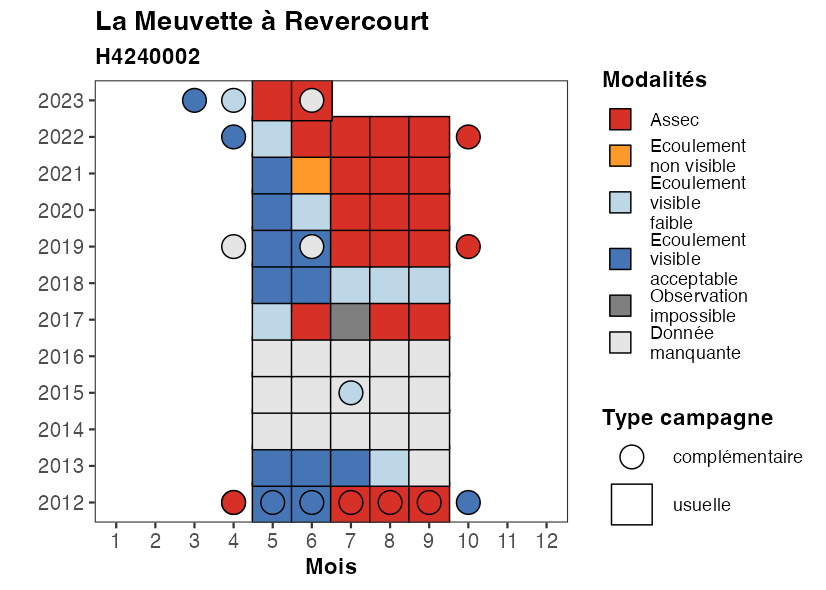 La Meuvette à Revercourt
H4240002
2023
2022
2021
2020
2019
2018
2017
2016
2015
2014
2013
2012
1 2 3 4 5 6 7 8 9 10 11 12
Mois
Modalités
Assec
Ecoulement
non visible
Ecoulement
visible
faible
Ecoulement
visible
acceptable
Observation
impossible
Donnée
manquante
Type campagne
complémentaire
usuelle